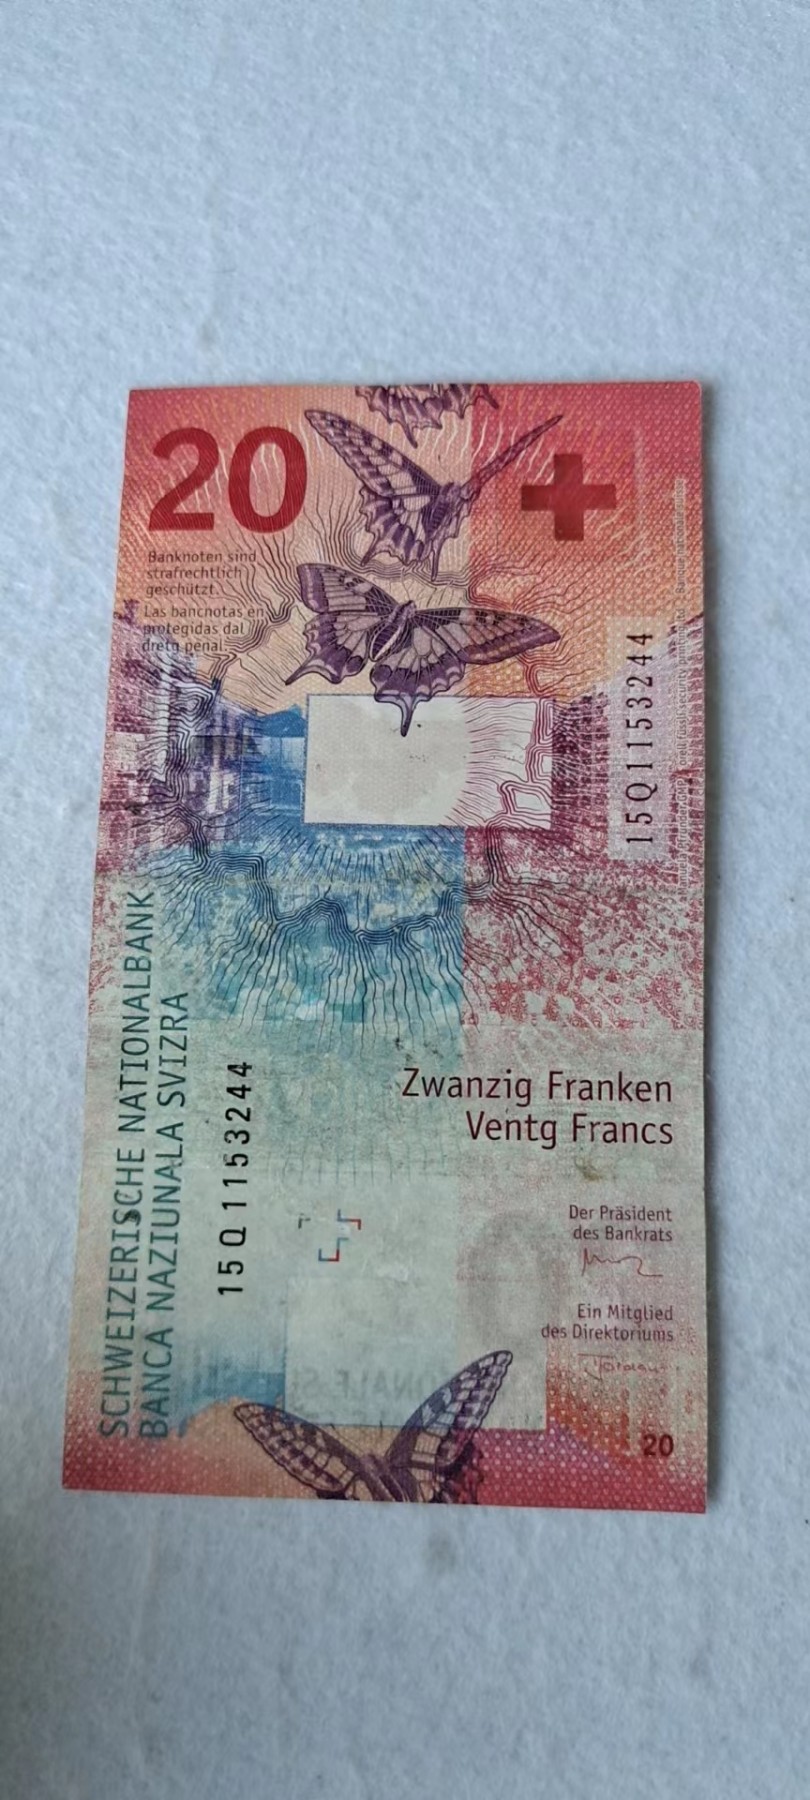 20
Banknoten sind
strafrechtlich
geschützt.
Las bancnotas èn
protegidas dal
dretg penal.
15Q1153244
SCHWEIZERISCHE NATIONALBANK
BANCA NAZIUNALA SVIZRA
15Q1153244
Zwanzig Franken
Ventg Francs
Der Präsident
des Bankrats
Ein Mitglied
des Direktoriums
20